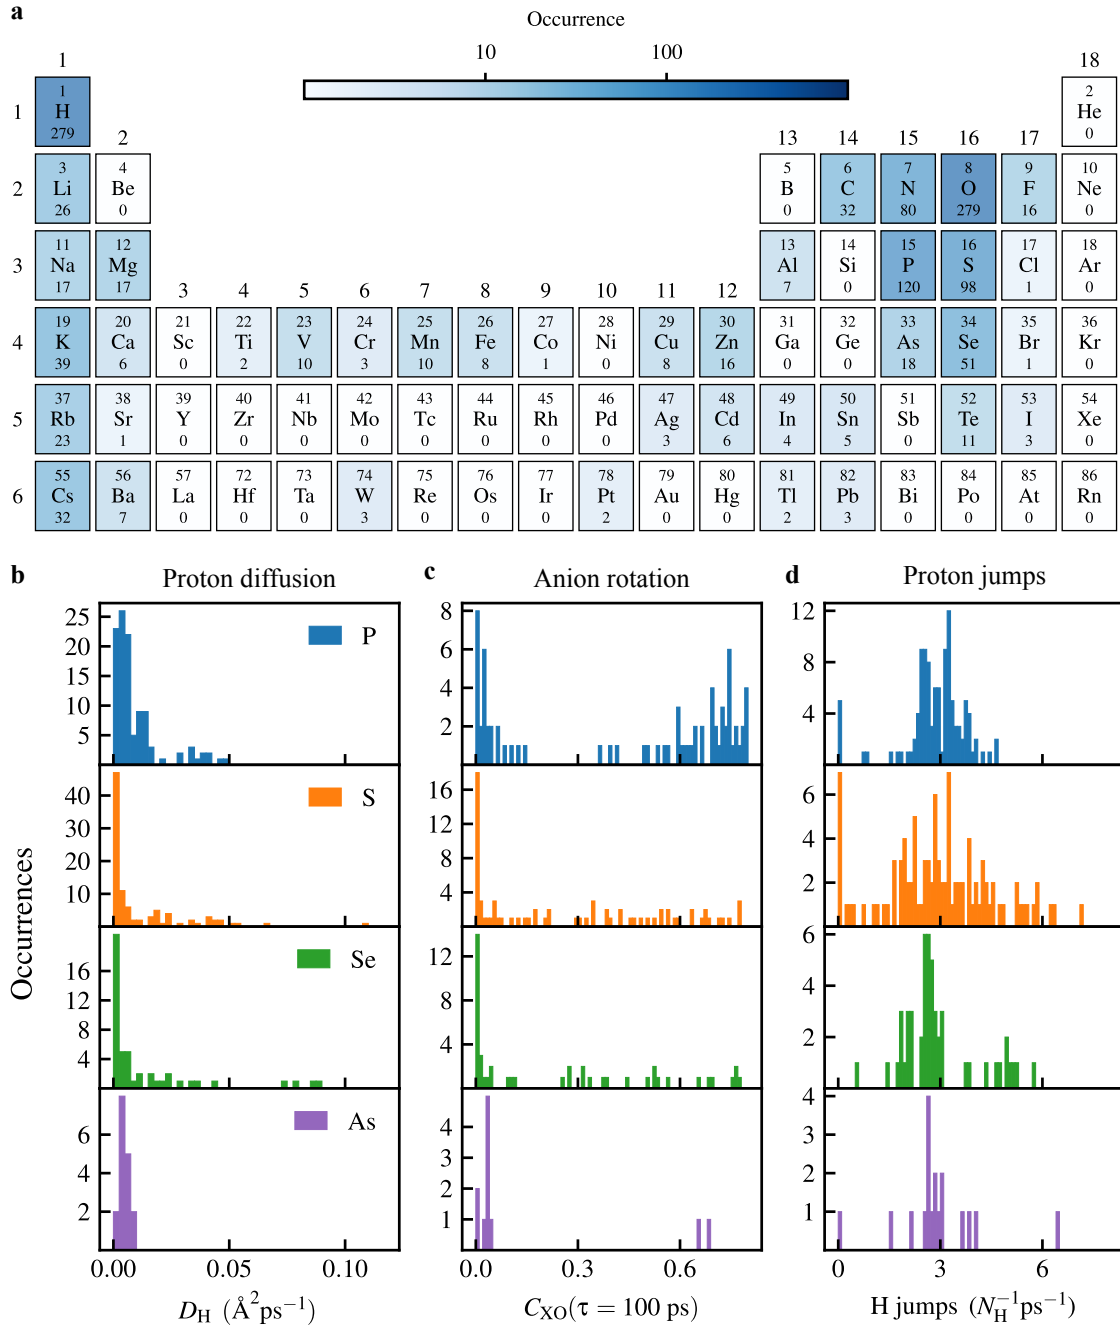 a
Occurrence
10 100
1 18
1 1 H 279 2 He 0
2 13 14 15 16 17
2 3 Li 26 4 Be 0 5 B 0 6 C 32 7 N 80 8 O 279 9 F 16 10 Ne 0
3 11 Na 17 12 Mg 17 13 Al 7 14 Si 0 15 P 120 16 S 98 17 Cl 1 18 Ar 0
3 4 5 6 7 8 9 10 11 12
4 19 K 39 20 Ca 6 21 Sc 0 22 Ti 2 23 V 10 24 Cr 3 25 Mn 10 26 Fe 8 27 Co 1 28 Ni 0 29 Cu 8 30 Zn 16 31 Ga 0 32 Ge 0 33 As 18 34 Se 51 35 Br 1 36 Kr 0
5 37 Rb 23 38 Sr 1 39 Y 0 40 Zr 0 41 Nb 0 42 Mo 0 43 Tc 0 44 Ru 0 45 Rh 0 46 Pd 0 47 Ag 3 48 Cd 6 49 In 4 50 Sn 5 51 Sb 0 52 Te 11 53 I 3 54 Xe 0
6 55 Cs 32 56 Ba 7 57 La 0 72 Hf 0 73 Ta 0 74 W 3 75 Re 0 76 Os 0 77 Ir 0 78 Pt 2 79 Au 0 80 Hg 0 81 Tl 2 82 Pb 3 83 Bi 0 84 Po 0 85 At 0 86 Rn 0
b Proton diffusion
c Anion rotation
d Proton jumps
Occurrences
25 20 15 10 5
P
8 6 4 2
12 8 4
40 30 20 10
S
16 12 8 4
6 4 2
16 12 8 4
Se
12 8 4
6 4 2
6 4 2
As
4 3 2 1
4 3 2 1
0.00 0.05 0.10
0.0 0.3 0.6
0 3 6
D_H (Å²ps⁻¹)
C_XO(τ = 100 ps)
H jumps (N_H⁻¹ps⁻¹)